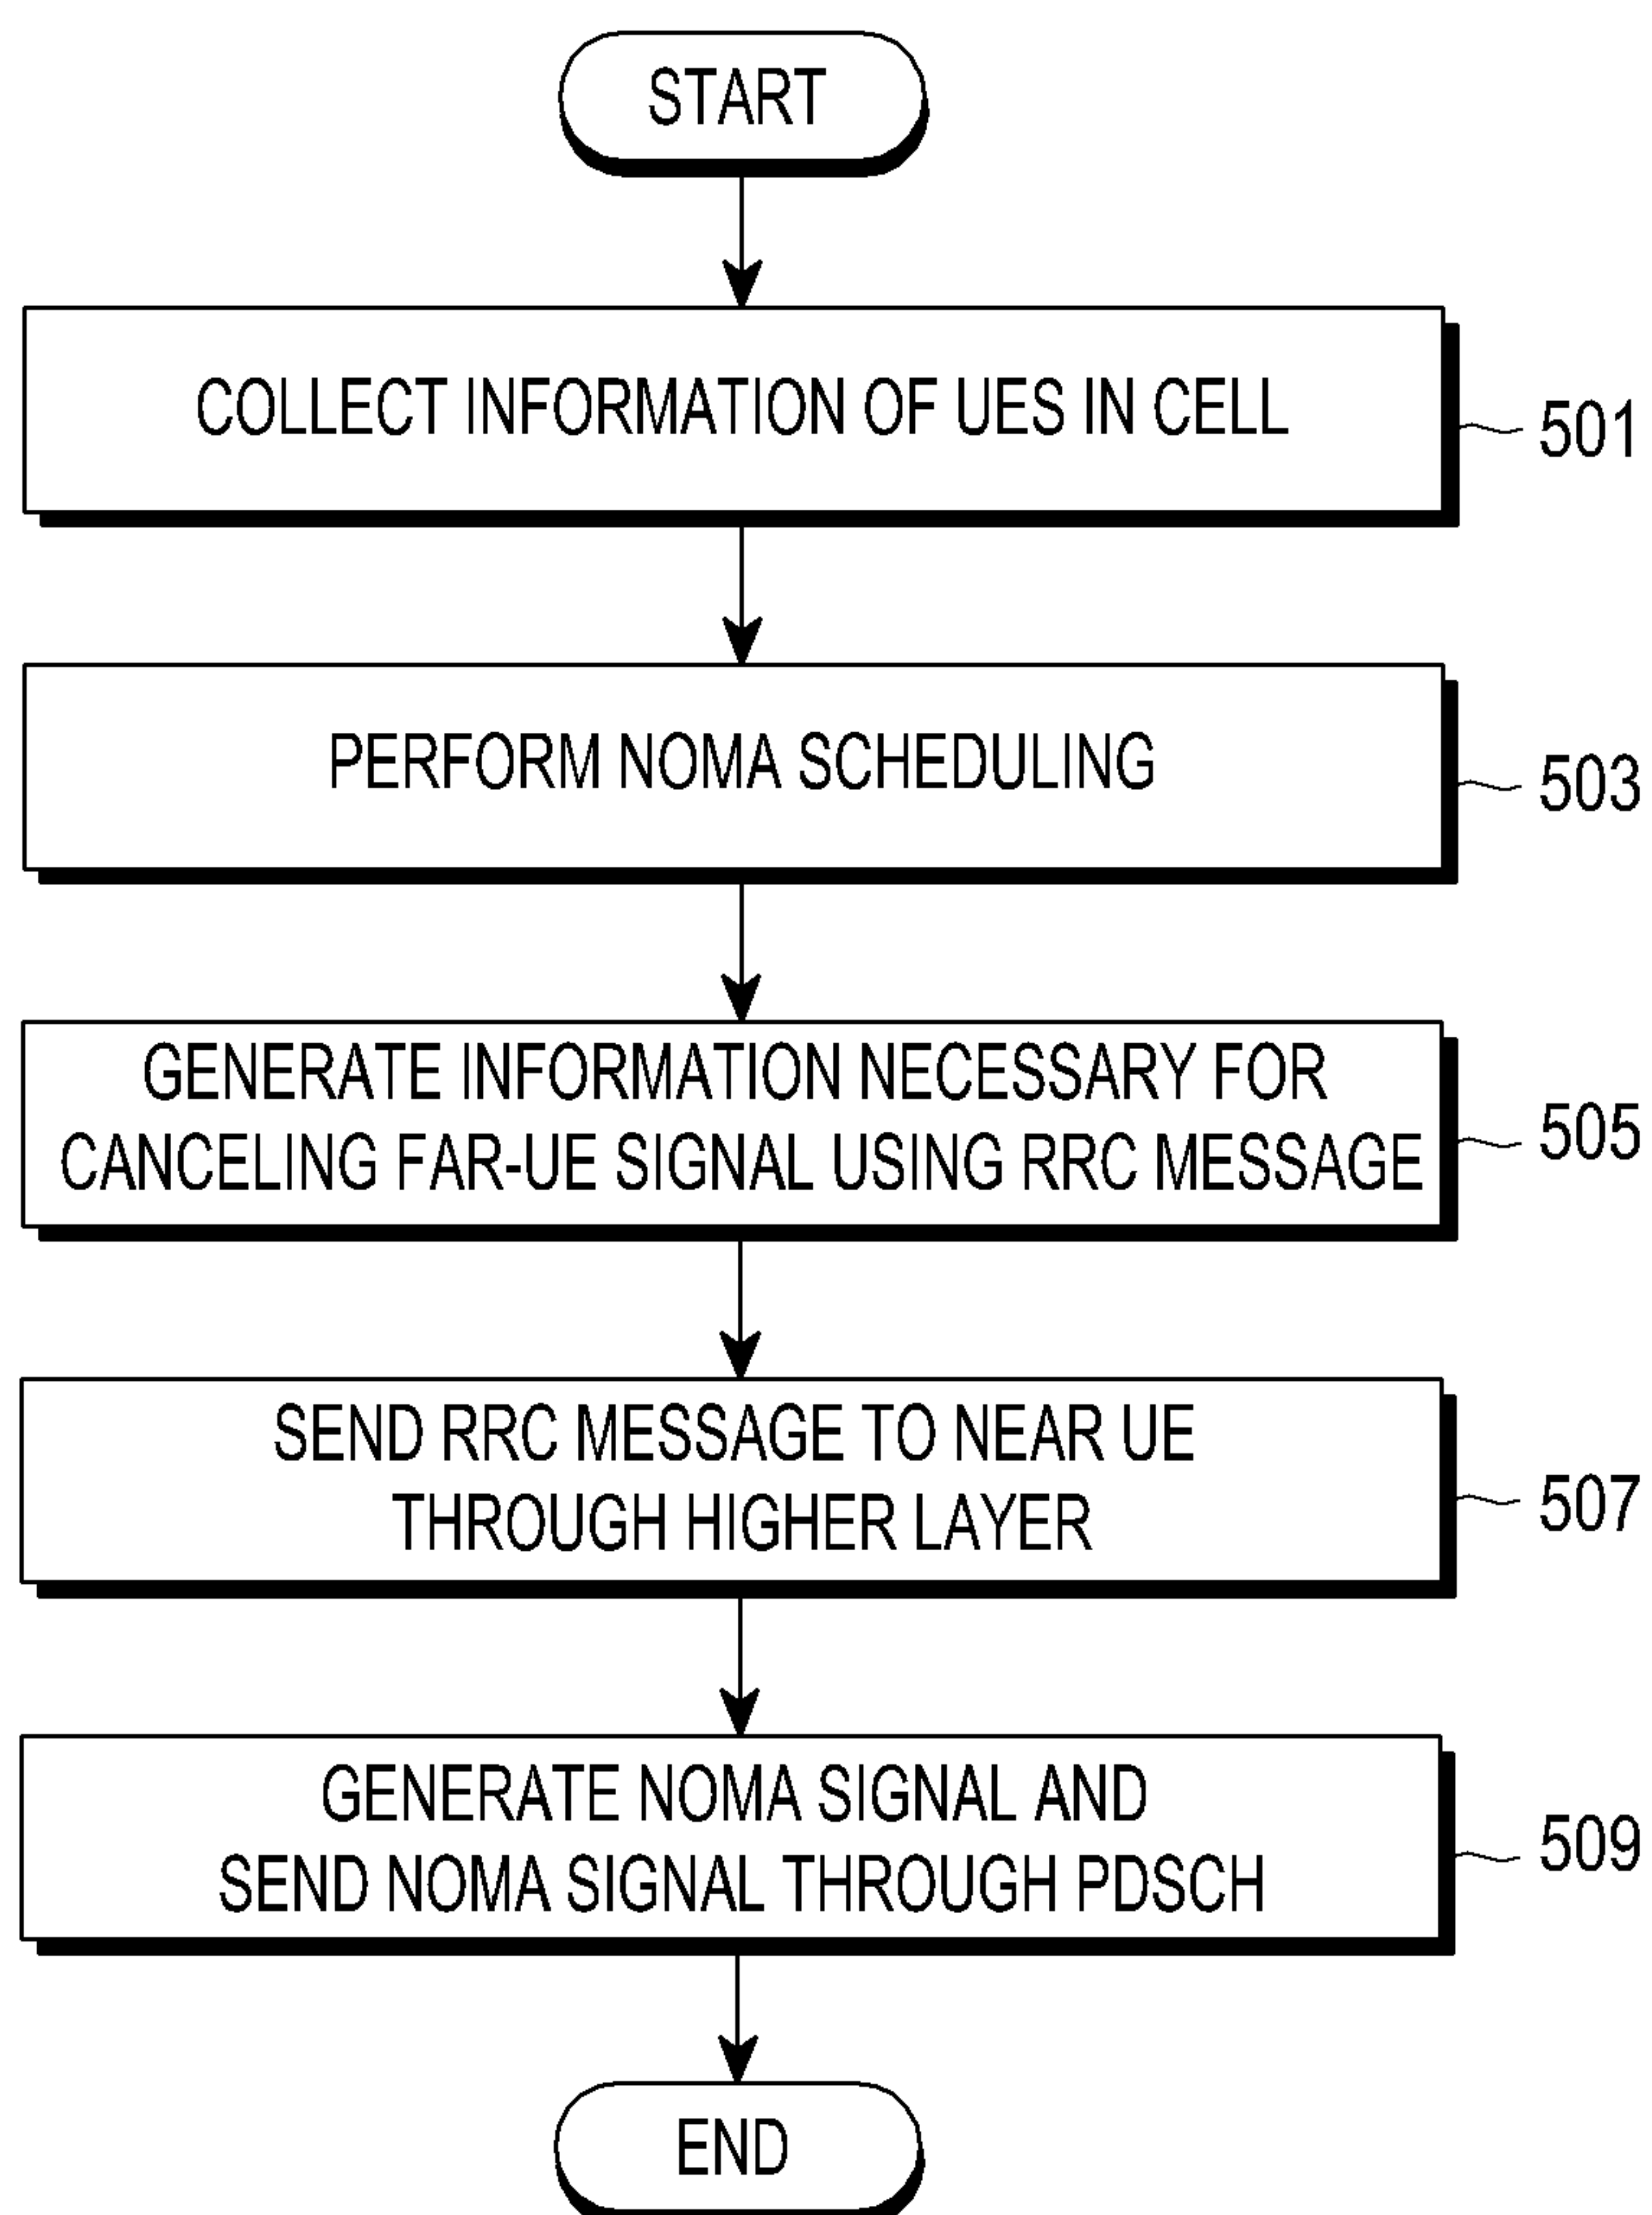 START
COLLECT INFORMATION OF UES IN CELL
501
PERFORM NOMA SCHEDULING
503
GENERATE INFORMATION NECESSARY FOR
CANCELING FAR-UE SIGNAL USING RRC MESSAGE
505
SEND RRC MESSAGE TO NEAR UE
THROUGH HIGHER LAYER
507
GENERATE NOMA SIGNAL AND
SEND NOMA SIGNAL THROUGH PDSCH
509
END